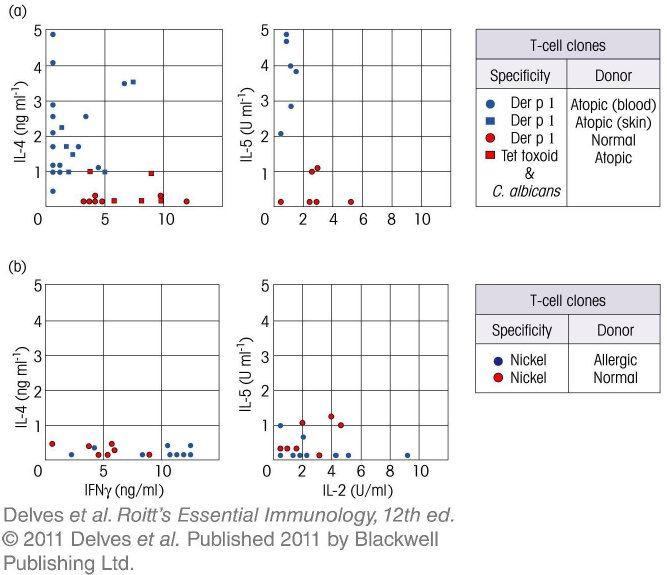 (a)
5
4
3
2
1
0
5
10
IL-4 (ng ml-1)
5
4
3
2
1
0
2
4
6
8
10
IL-5 (U ml-1)
T-cell clones
Specificity Donor
Der p 1 Atopic (blood)
Der p 1 Atopic (skin)
Der p 1 Normal
Tet toxoid Atopic
&
C. albicans
(b)
5
4
3
2
1
0
5
10
IL-4 (ng ml-1)
IFNγ (ng/ml)
5
4
3
2
1
0
2
4
6
8
10
IL-5 (U ml-1)
IL-2 (U/ml)
T-cell clones
Specificity Donor
Nickel Allergic
Nickel Normal
Delves et al. Roitt's Essential Immunology, 12th ed.
© 2011 Delves et al. Published 2011 by Blackwell
Publishing Ltd.